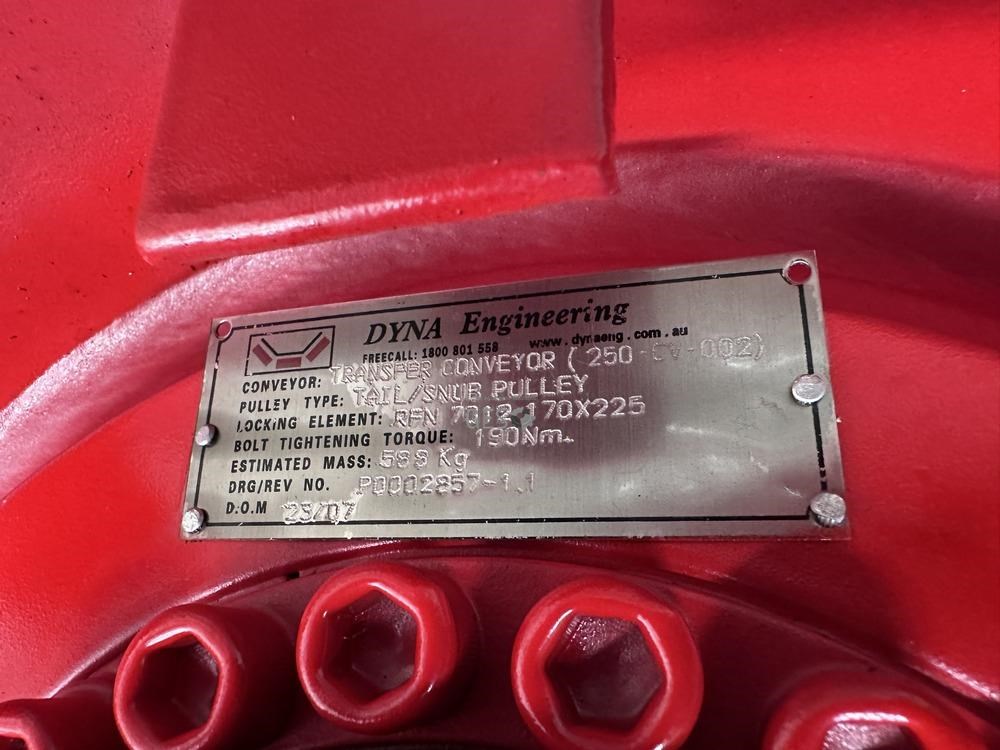 DYNA Engineering
FREECALL: 1800 801 558 www.dynaeng.com.au
CONVEYOR: TRANSFER CONVEYOR (250-CV-002)
PULLEY TYPE: TAIL/SNUB PULLEY
LOCKING ELEMENT: RFN 7012 170X225
BOLT TIGHTENING TORQUE: 190Nm.
ESTIMATED MASS: 588 Kg
DRG/REV NO. P0002857-1.1
D.O.M 23/07